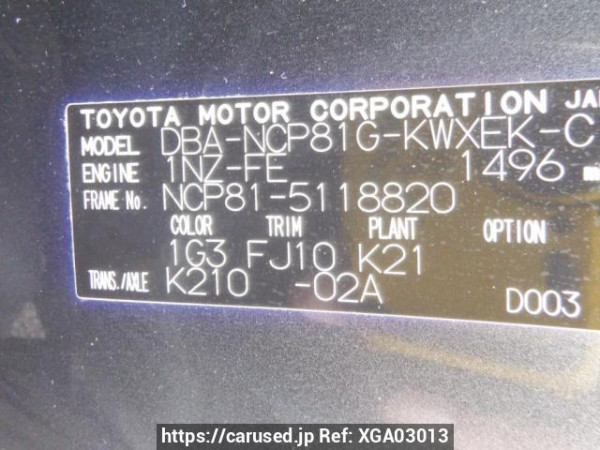 TOYOTA MOTOR CORPORATION JA
MODEL DBA-NCP81G-KWXEK-C
ENGINE 1NZ-FE 1496 m
FRAME No. NCP81-5118820
COLOR TRIM PLANT OPTION
1G3 FJ10 K21
TRANS./AXLE K210 -02A
D003
https://carused.jp Ref: XGA03013